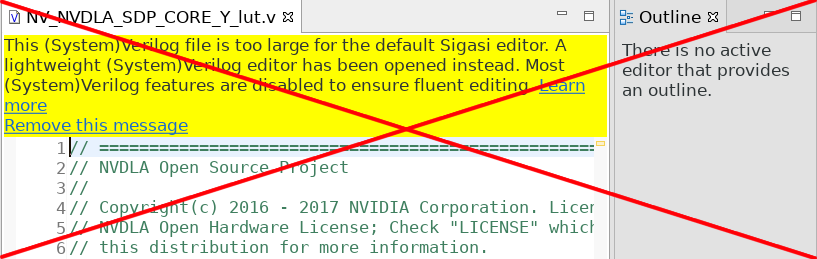 NV_NVDLA_SDP_CORE_Y_lut.v
This (System)Verilog file is too large for the default Sigasi editor. A
lightweight (System)Verilog editor has been opened instead. Most
(System)Verilog features are disabled to ensure fluent editing. Learn
more
Remove this message
1 // ================================================
2 // NVDLA Open Source Project
3 //
4 // Copyright(c) 2016 - 2017 NVIDIA Corporation. Licen
5 // NVDLA Open Hardware License; Check "LICENSE" which
6 // this distribution for more information.
Outline
There is no active
editor that provides
an outline.